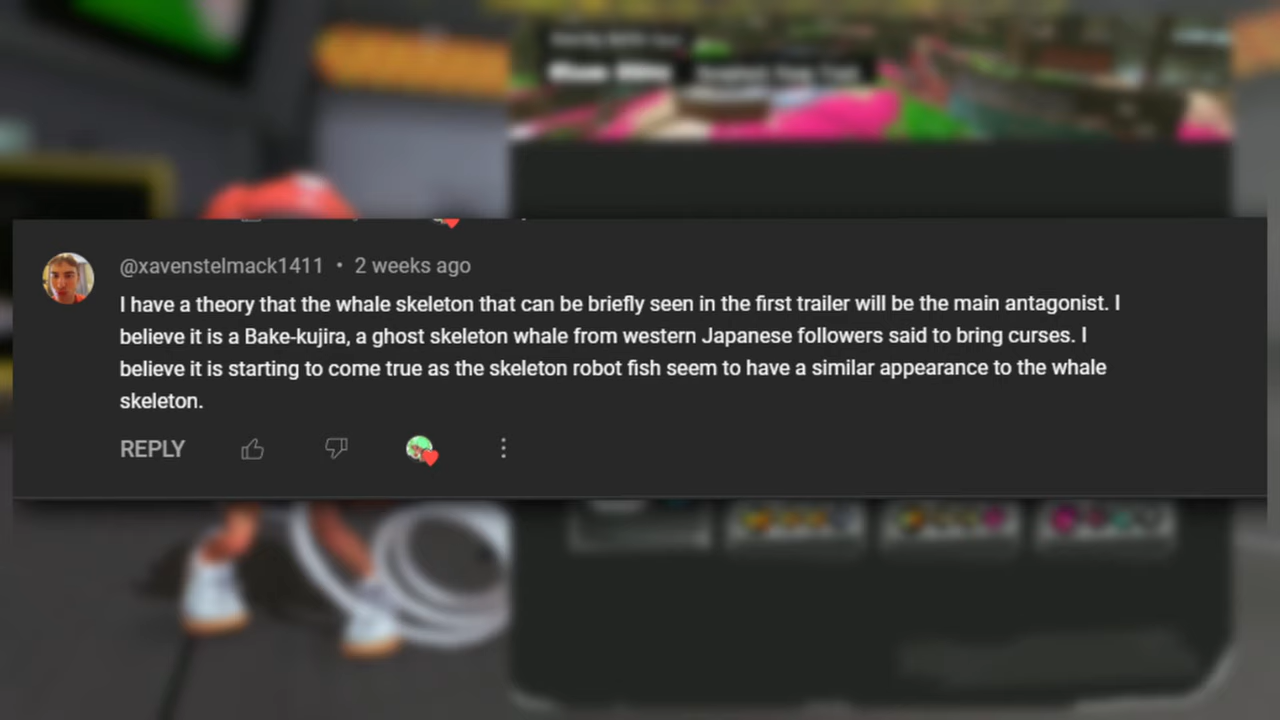 @xavenstelmack1411 • 2 weeks ago
I have a theory that the whale skeleton that can be briefly seen in the first trailer will be the main antagonist. I
believe it is a Bake-kujira, a ghost skeleton whale from western Japanese followers said to bring curses. I
believe it is starting to come true as the skeleton robot fish seem to have a similar appearance to the whale
skeleton.
REPLY